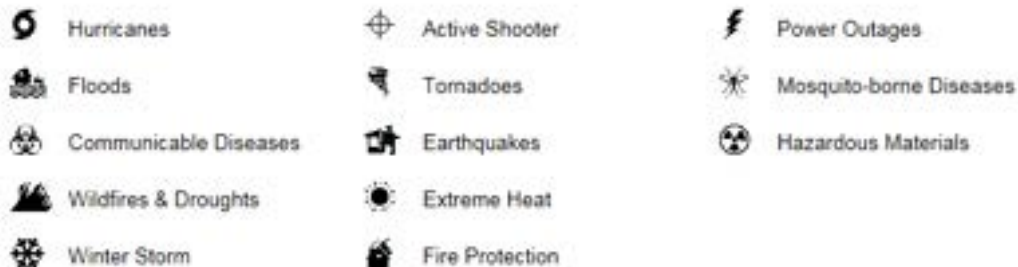 Hurricanes
Floods
Communicable Diseases
Wildfires & Droughts
Winter Storm
Active Shooter
Tornadoes
Earthquakes
Extreme Heat
Fire Protection
Power Outages
Mosquito-borne Diseases
Hazardous Materials